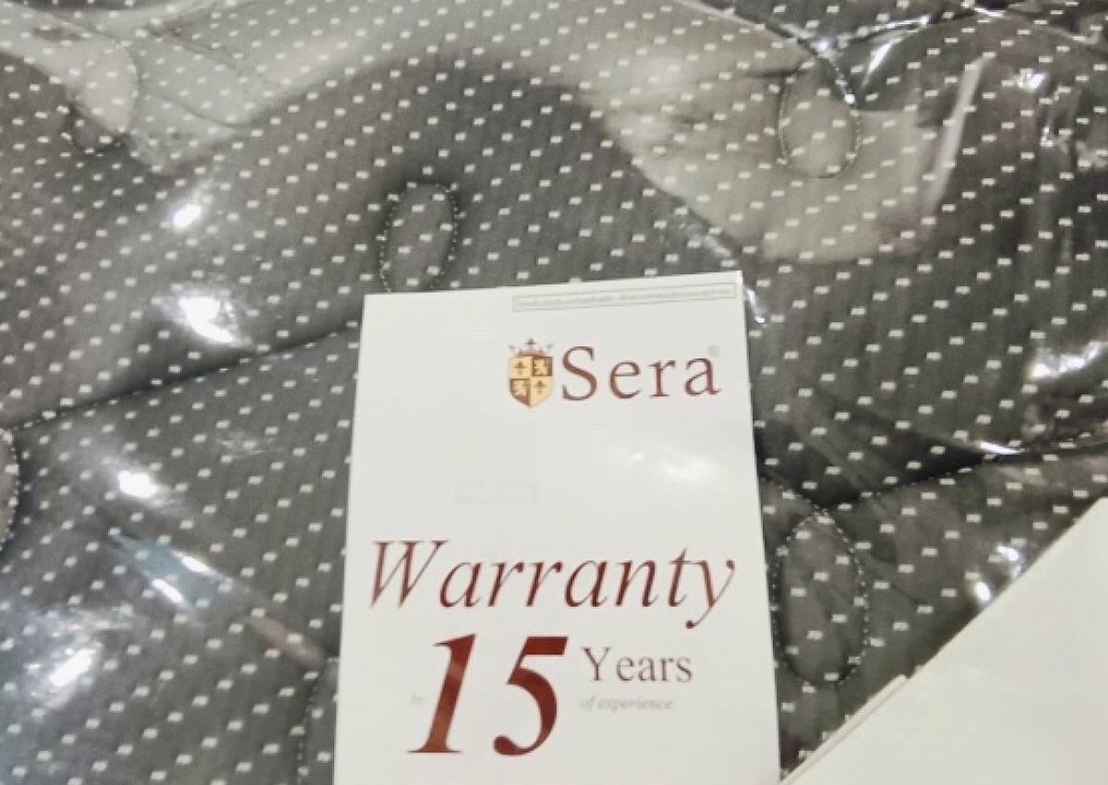 Sera
Warranty
15 Years
by of experience